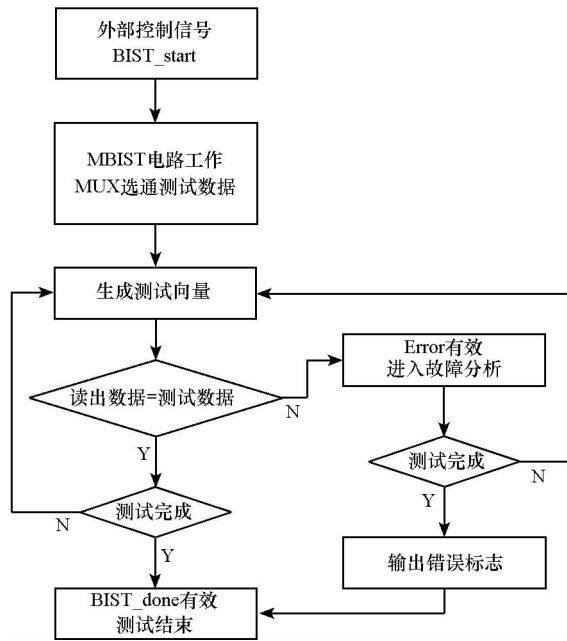 外部控制信号
BIST_start
MBIST电路工作
MUX选通测试数据
生成测试向量
Error有效
进入故障分析
读出数据=测试数据
N
Y
测试完成
N
Y
测试完成
N
Y
输出错误标志
BIST_done有效
测试结束